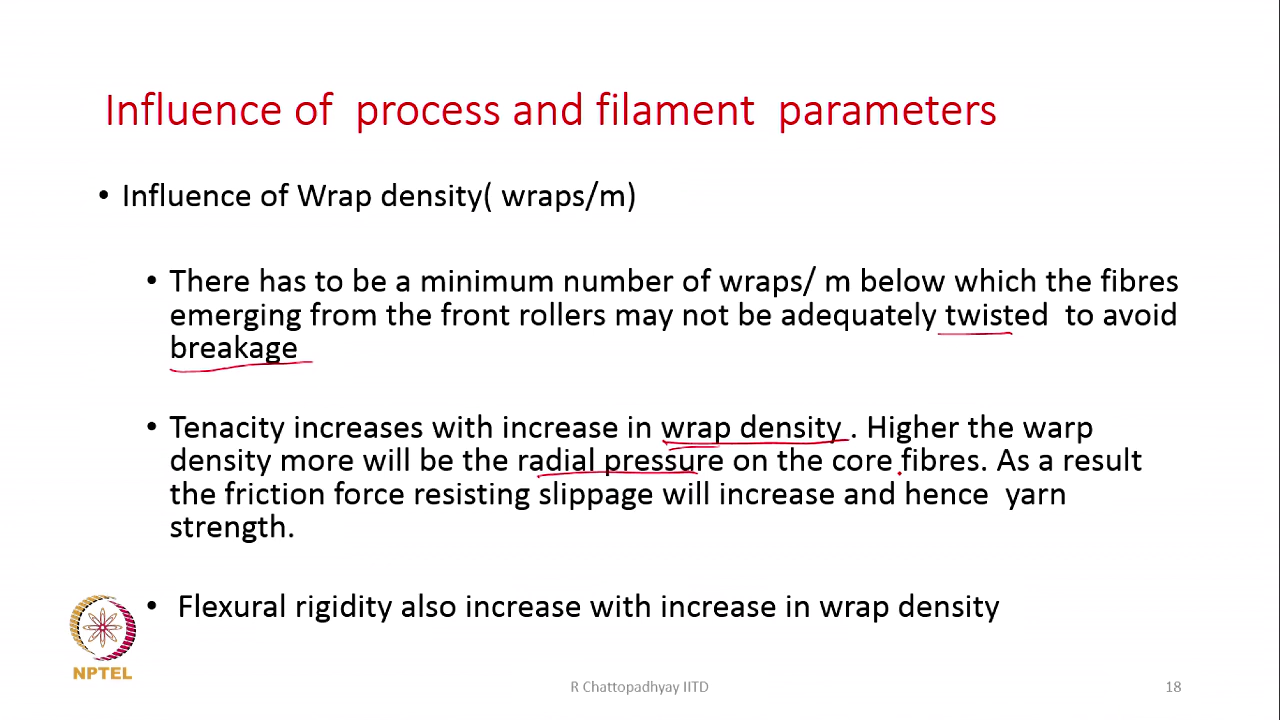 Influence of process and filament parameters
• Influence of Wrap density( wraps/m)
• There has to be a minimum number of wraps/ m below which the fibres
emerging from the front rollers may not be adequately twisted to avoid
breakage
• Tenacity increases with increase in wrap density . Higher the warp
density more will be the radial pressure on the core fibres. As a result
the friction force resisting slippage will increase and hence yarn
strength.
• Flexural rigidity also increase with increase in wrap density
NPTEL
R Chattopadhyay IITD
18